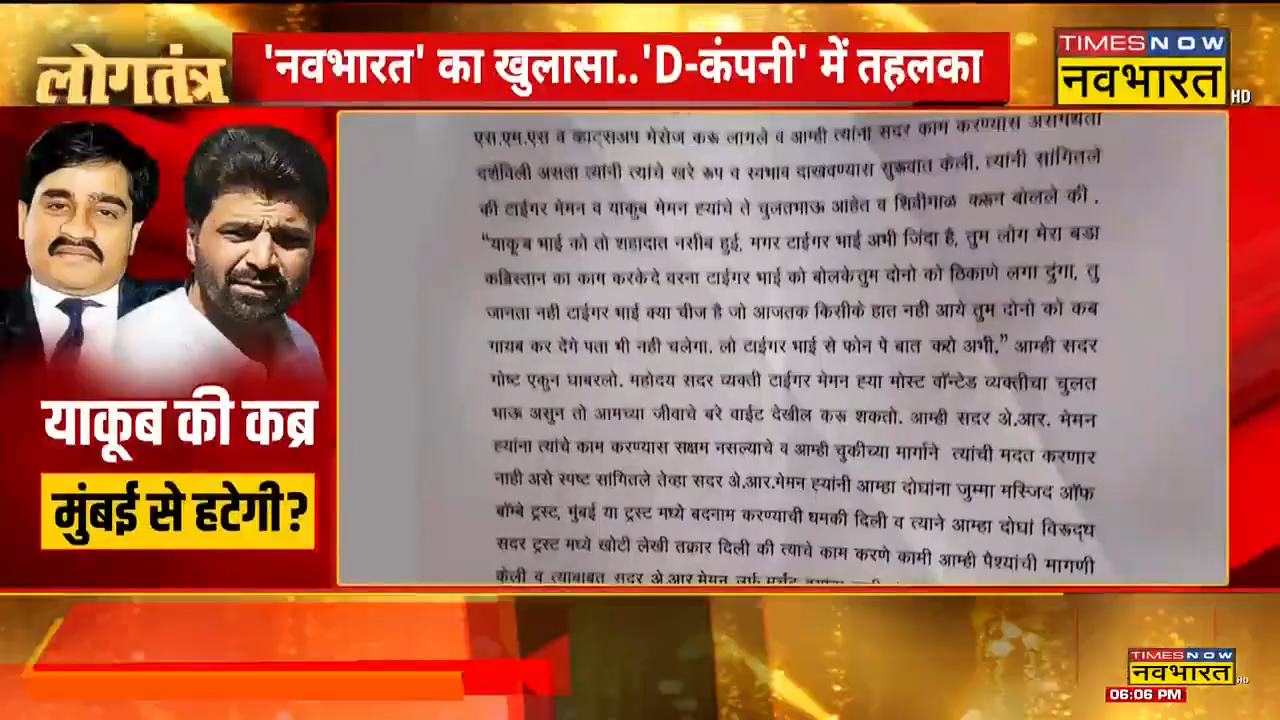 लोगतंत्र
'नवभारत' का खुलासा..'D-कंपनी' में तहलका
TIMES NOW
नवभारत HD
याकूब की कब्र
मुंबई से हटेगी?
एस.एम.एस व व्हाट्सअप मेसेज करू लागले व आम्ही त्यांना सदर काम करण्यास असमर्थता
दर्शविली असता त्यांनी त्यांचे खरे रूप व स्वभाव दाखवण्यास सुरूवात केली. त्यांनी सांगितले
की टाईगर मेमन व याकुब मेमन ह्यांचे ते चुलतभाऊ आहेत व शिवीगाळ करून बोलले की .
"याकूब भाई को तो शहादात नसीब हुई, मगर टाईगर भाई अभी जिंदा है, तुम लोग मेरा बडा
कब्रिस्तान का काम करकेदे वरना टाईगर भाई को बोलकेतुम दोनो को ठिकाणे लगा दुंगा, तु
जानता नही टाईगर भाई क्या चीज है जो आजतक किसीके हात नही आये तुम दोनो को कब
गायब कर देंगे पता भी नही चलेगा. लो टाईगर भाई से फोन पे बात करो अभी." आम्ही सदर
गोष्ट एकुन घाबरलो. महोदय सदर व्यक्ती टाईगर मेमन ह्या मोस्ट वॉन्टेड व्यक्तीचा चुलत
भाऊ असुन तो आमच्या जीवाचे बरे वाईट देखील करू शकतो. आम्ही सदर अे.आर. मेमन
ह्यांना त्यांचे काम करण्यास सक्षम नसल्याचे व आम्ही चुकीच्या मार्गाने त्यांची मदत करणार
नाही असे स्पष्ट सांगितले तेव्हा सदर अे.आर.मेमन ह्यांनी आम्हा दोघांना जुम्मा मस्जिद ऑफ
बॉम्बे ट्रस्ट, मुंबई या ट्रस्ट मध्ये बदनाम करण्याची धमकी दिली व त्याने आम्हा दोघां विरूद्ध
सदर ट्रस्ट मध्ये खोटी लेखी तक्रार दिली की त्याचे काम करणे कामी आम्ही पैश्यांची मागणी
केली व त्याबाबत सदर अे.आर.मेमन उर्फ
TIMES NOW
नवभारत HD
06:06 PM